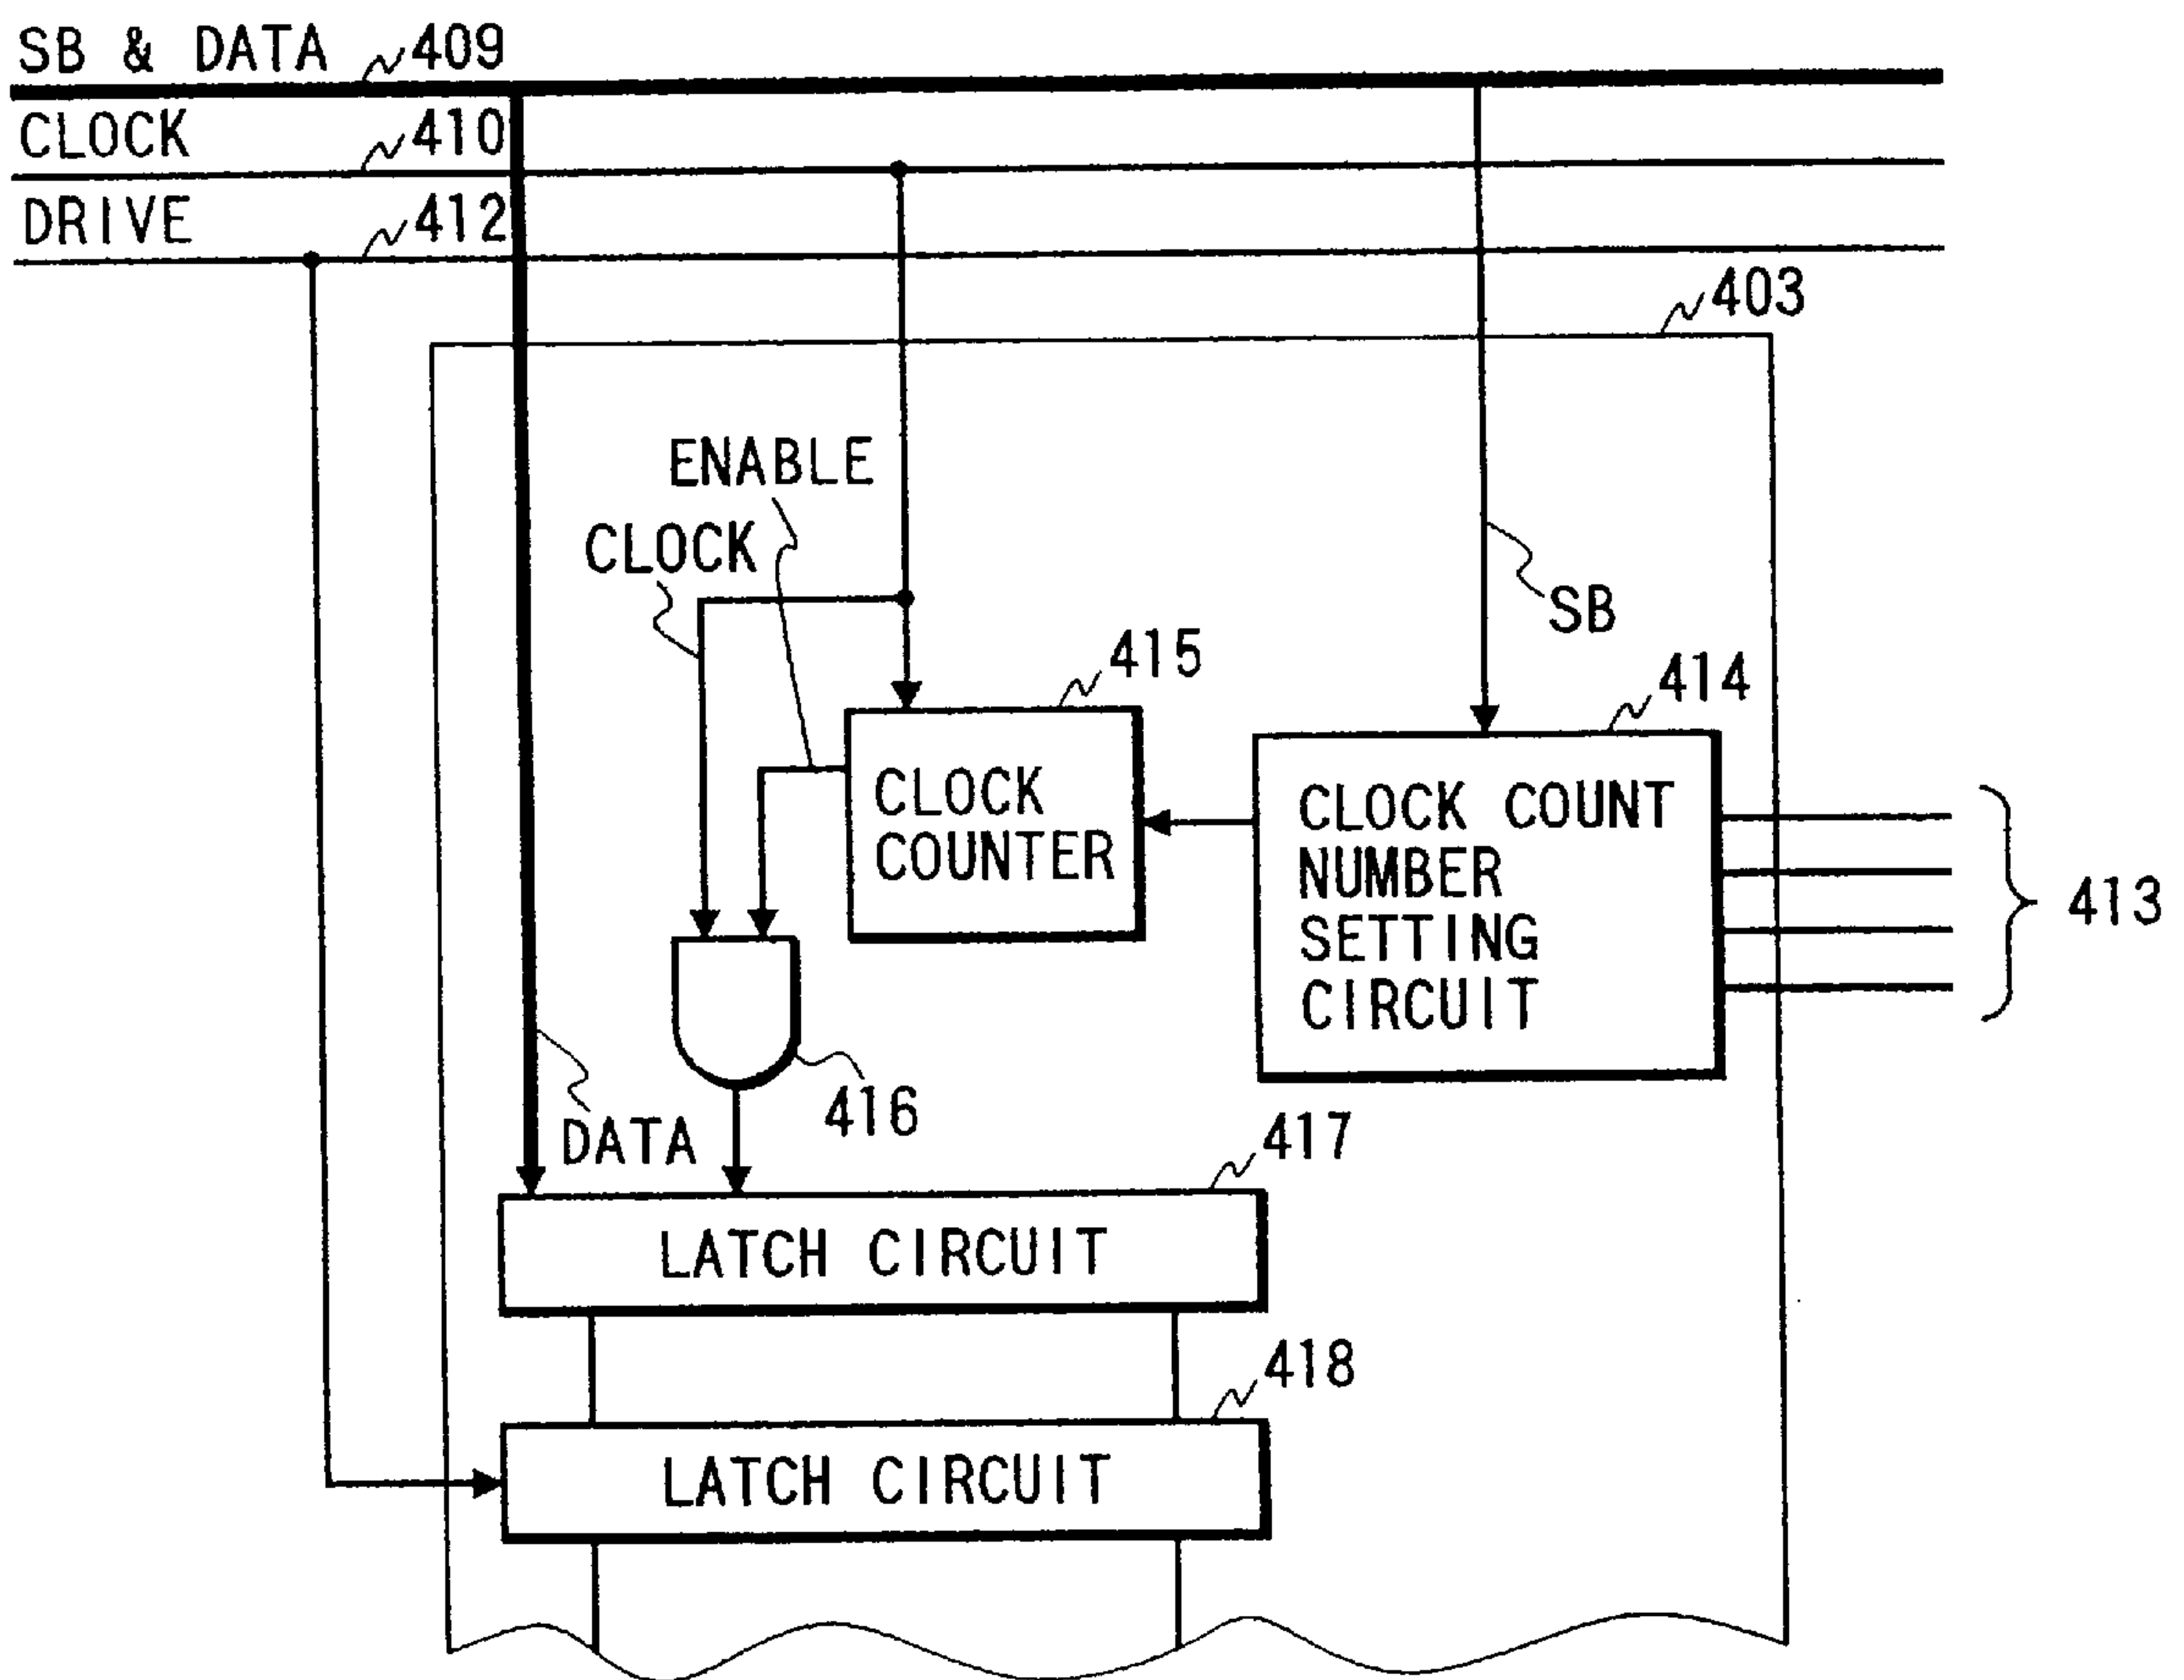 SB & DATA 409
CLOCK 410
DRIVE 412
403
ENABLE
CLOCK
SB
415
414
CLOCK
COUNTER
CLOCK COUNT
NUMBER
SETTING
CIRCUIT
413
416
DATA
417
LATCH CIRCUIT
418
LATCH CIRCUIT